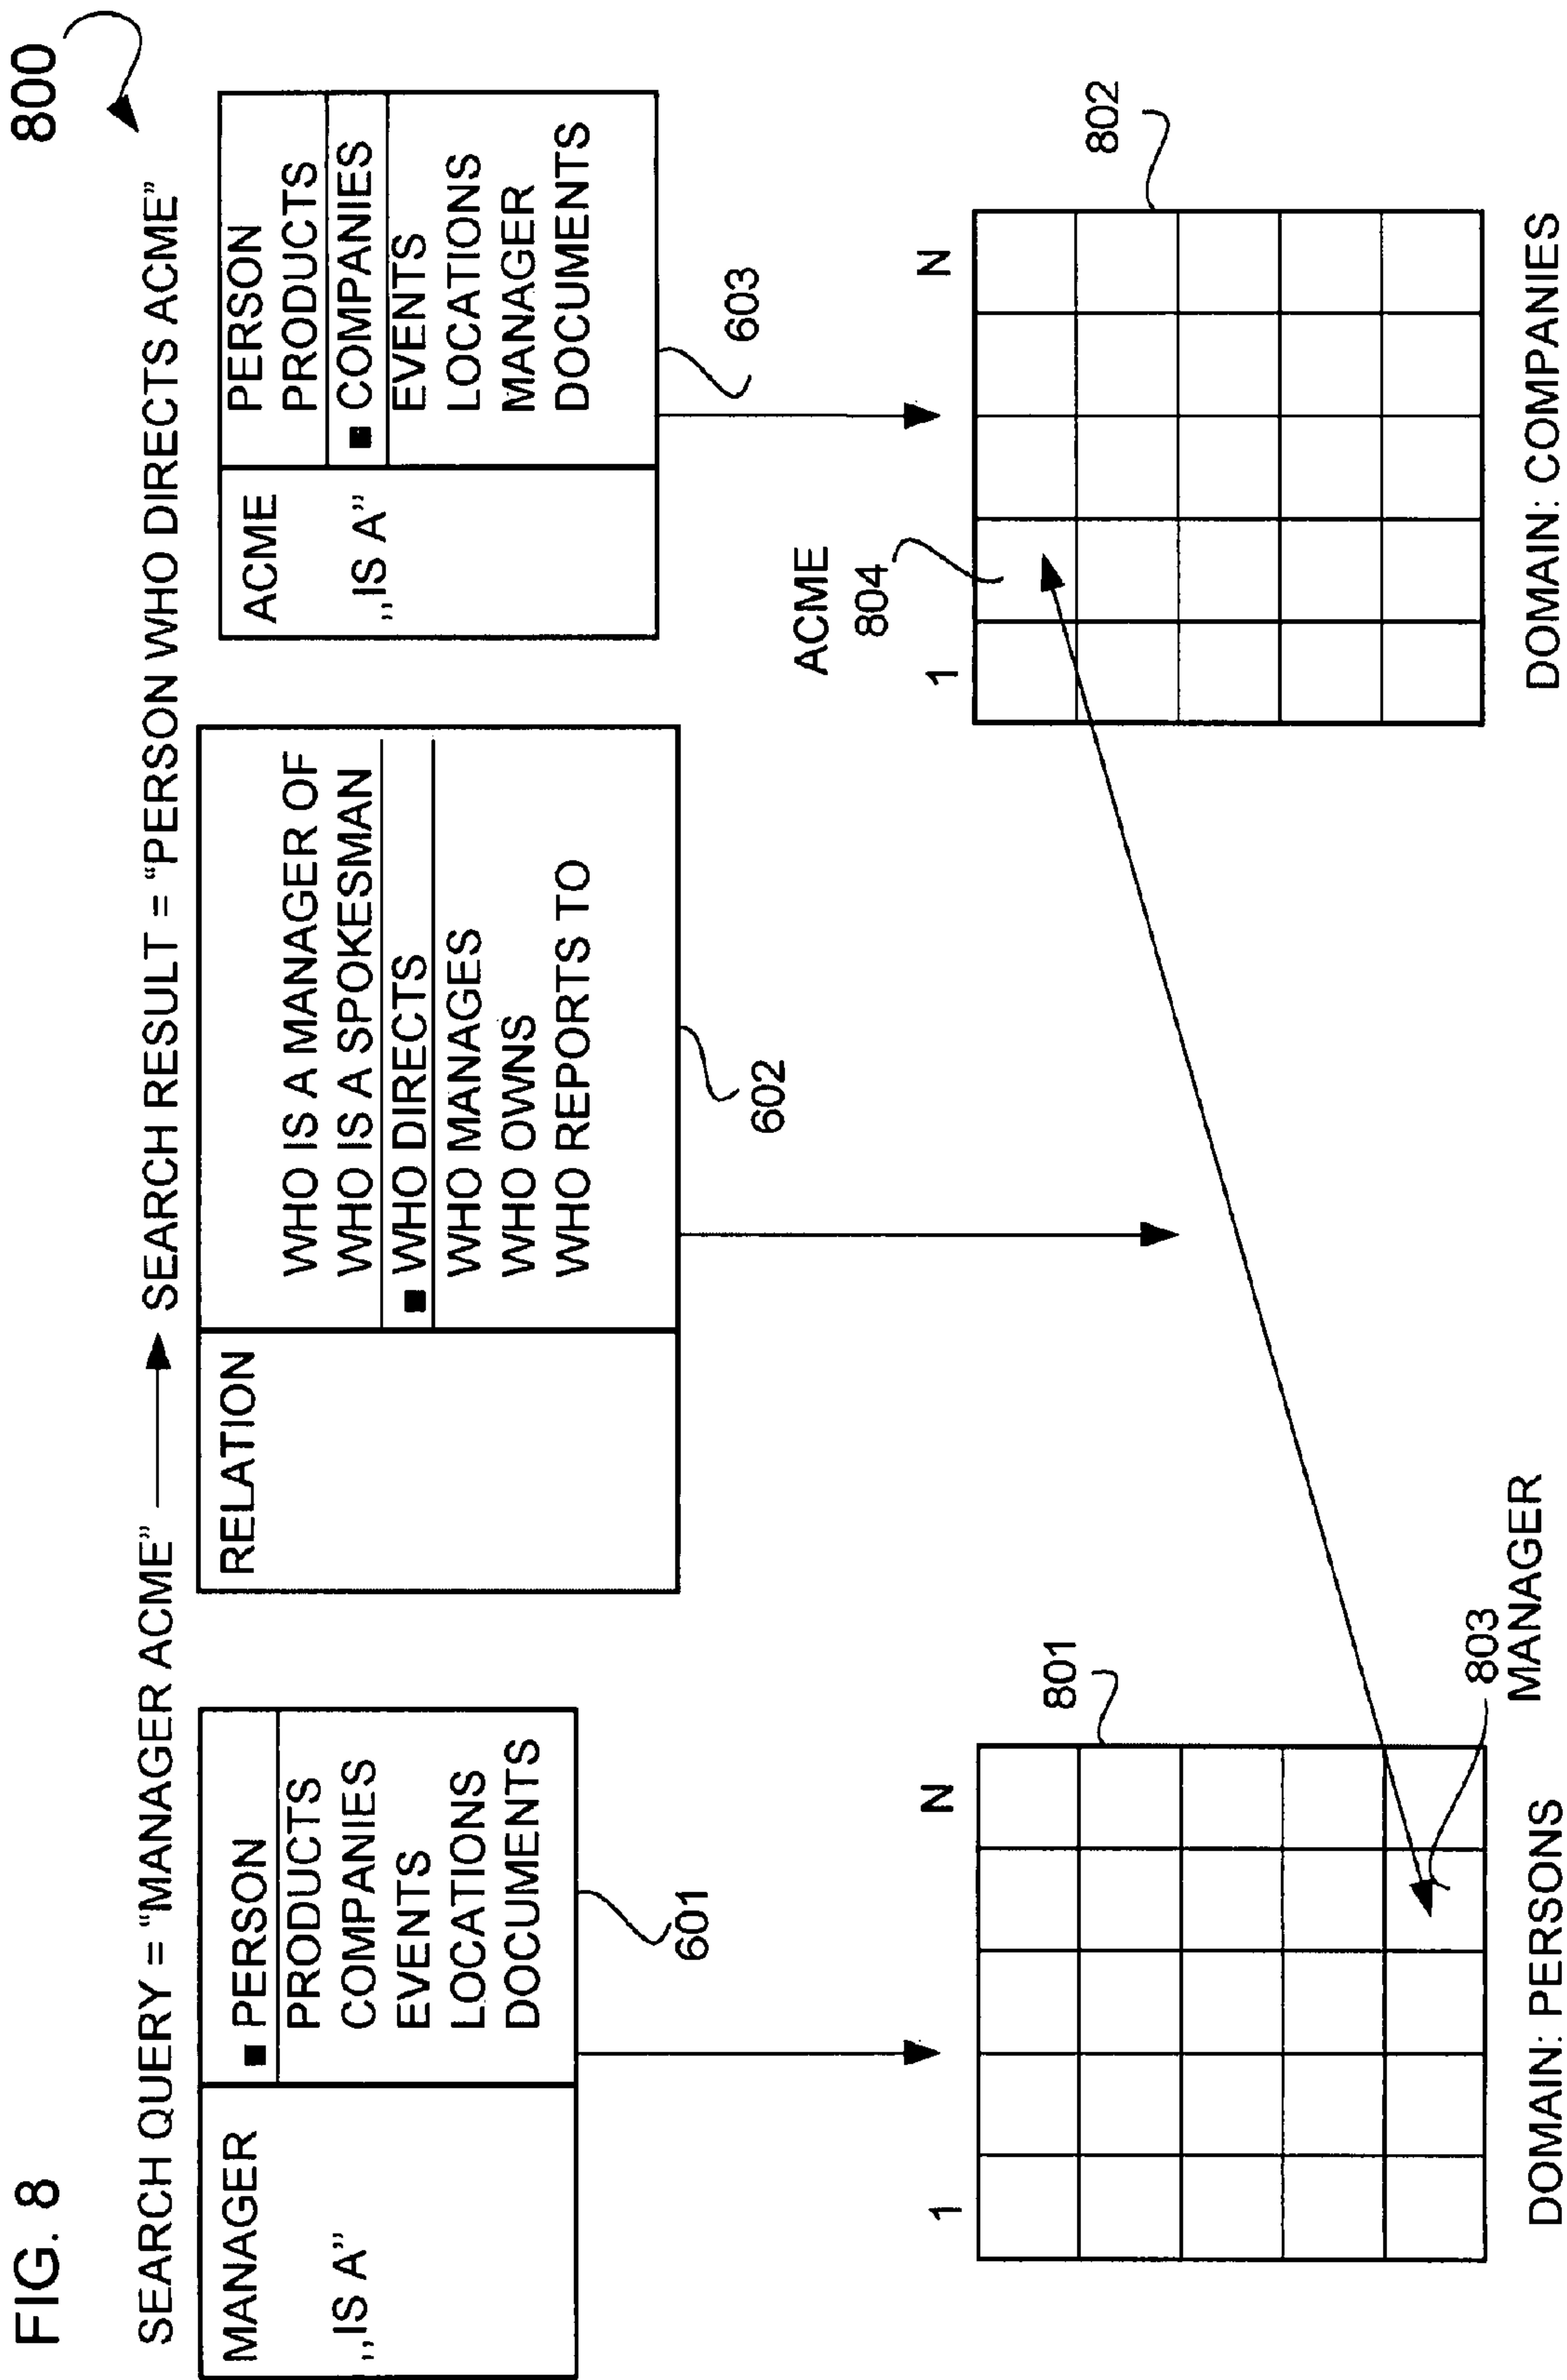 FIG. 8
800
SEARCH QUERY = “MANAGER ACME” SEARCH RESULT = “PERSON WHO DIRECTS ACME”
MANAGER
„IS A”
■ PERSON
PRODUCTS
COMPANIES
EVENTS
LOCATIONS
DOCUMENTS
601
RELATION
WHO IS A MANAGER OF
WHO IS A SPOKESMAN
■ WHO DIRECTS
WHO MANAGES
WHO OWNS
WHO REPORTS TO
602
ACME
„IS A”
PERSON
PRODUCTS
■ COMPANIES
EVENTS
LOCATIONS
MANAGER
DOCUMENTS
603
1 N
801
803
MANAGER
DOMAIN: PERSONS
ACME
804
1 N
802
DOMAIN: COMPANIES